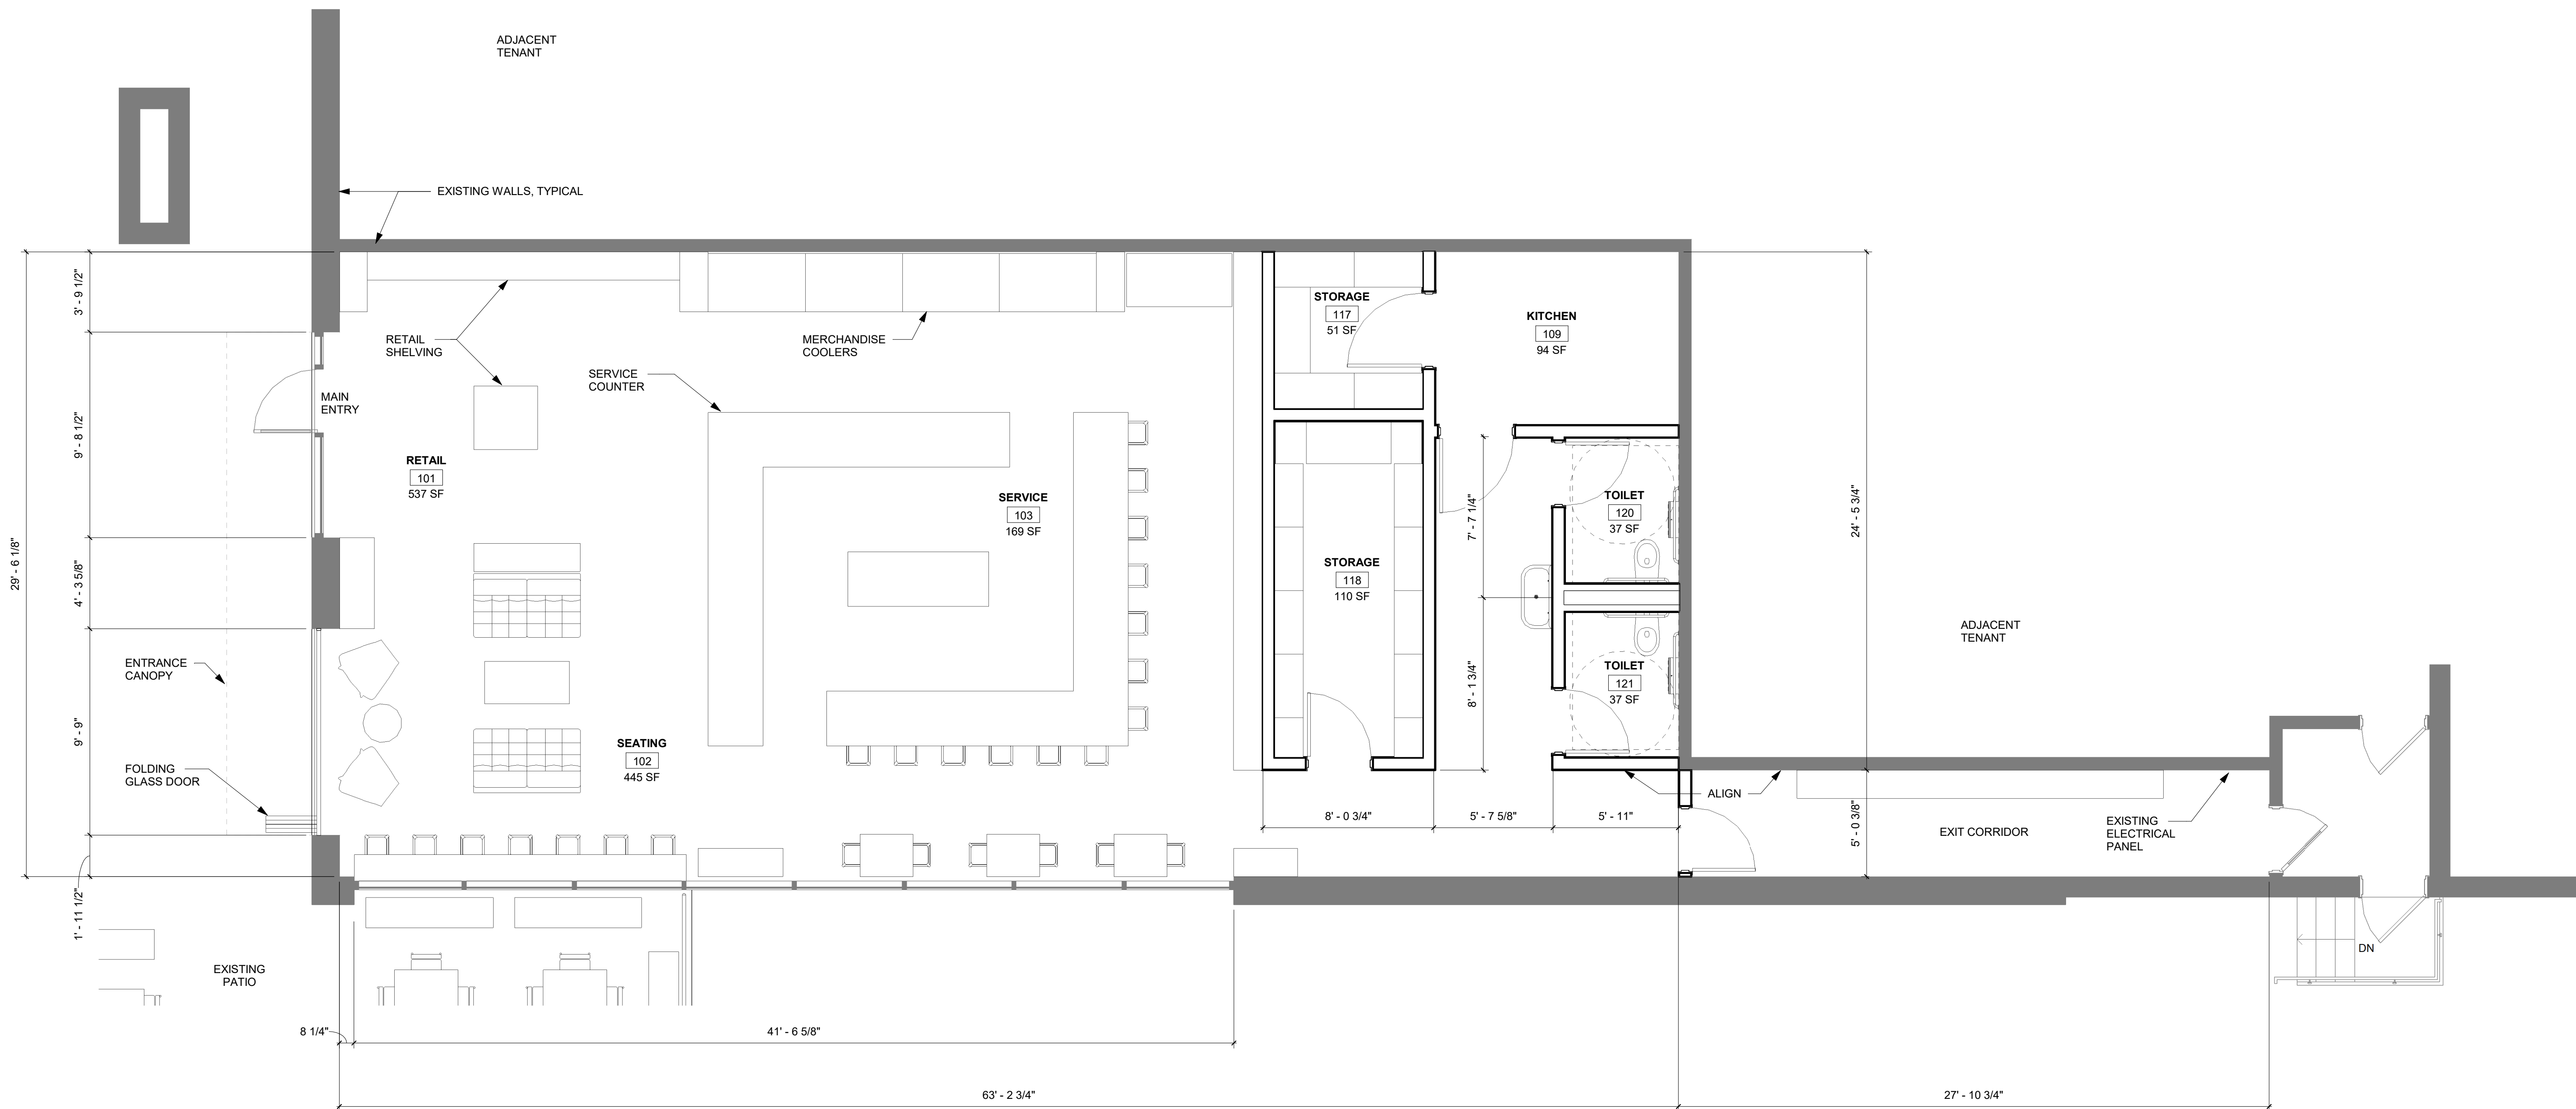 ADJACENT
TENANT
EXISTING WALLS, TYPICAL
3' - 9 1/2"
9' - 8 1/2"
4' - 3 5/8"
9' - 9"
1' - 11 1/2"
29' - 6 1/8"
RETAIL
SHELVING
MERCHANDISE
COOLERS
SERVICE
COUNTER
MAIN
ENTRY
RETAIL
101
537 SF
SERVICE
103
169 SF
STORAGE
117
51 SF
KITCHEN
109
94 SF
STORAGE
118
110 SF
TOILET
120
37 SF
TOILET
121
37 SF
7' - 7 1/4"
8' - 1 3/4"
24' - 5 3/4"
5' - 0 3/8"
ADJACENT
TENANT
ENTRANCE
CANOPY
FOLDING
GLASS DOOR
SEATING
102
445 SF
ALIGN
8' - 0 3/4"
5' - 7 5/8"
5' - 11"
EXIT CORRIDOR
EXISTING
ELECTRICAL
PANEL
DN
EXISTING
PATIO
8 1/4"
41' - 6 5/8"
63' - 2 3/4"
27' - 10 3/4"